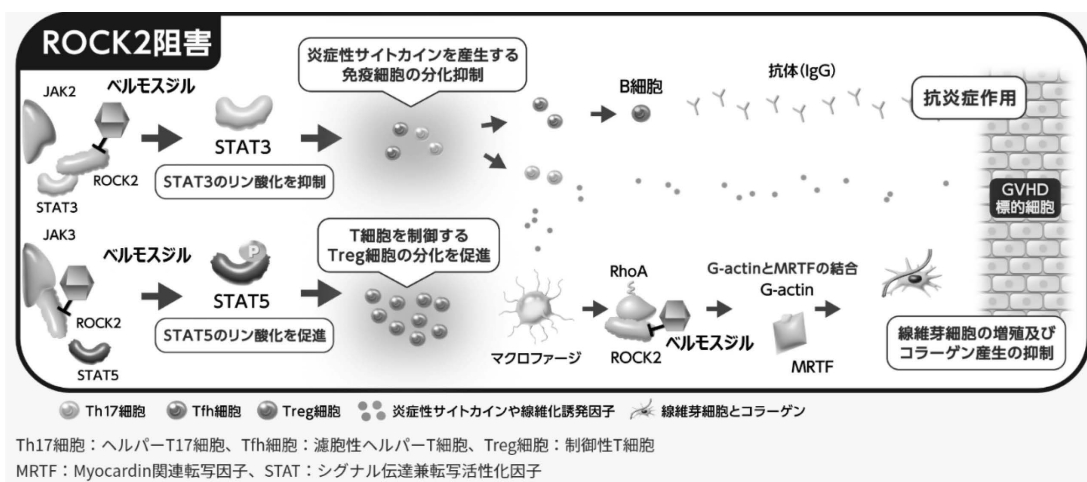 ROCK2阻害
炎症性サイトカインを産生する
免疫細胞の分化抑制
JAK2
ベルモスジル
ROCK2
STAT3
STAT3
STAT3のリン酸化を抑制
B細胞
抗体(IgG)
抗炎症作用
GVHD
標的細胞
JAK3
ベルモスジル
ROCK2
STAT5
P
STAT5
STAT5のリン酸化を促進
T細胞を制御する
Treg細胞の分化を促進
マクロファージ
RhoA
ROCK2
ベルモスジル
G-actinとMRTFの結合
G-actin
MRTF
線維芽細胞の増殖及び
コラーゲン産生の抑制
Th17細胞 Tfh細胞 Treg細胞 炎症性サイトカインや線維化誘発因子 線維芽細胞とコラーゲン
Th17細胞:ヘルパーT17細胞、Tfh細胞:濾胞性ヘルパーT細胞、Treg細胞:制御性T細胞
MRTF:Myocardin関連転写因子、STAT:シグナル伝達兼転写活性化因子